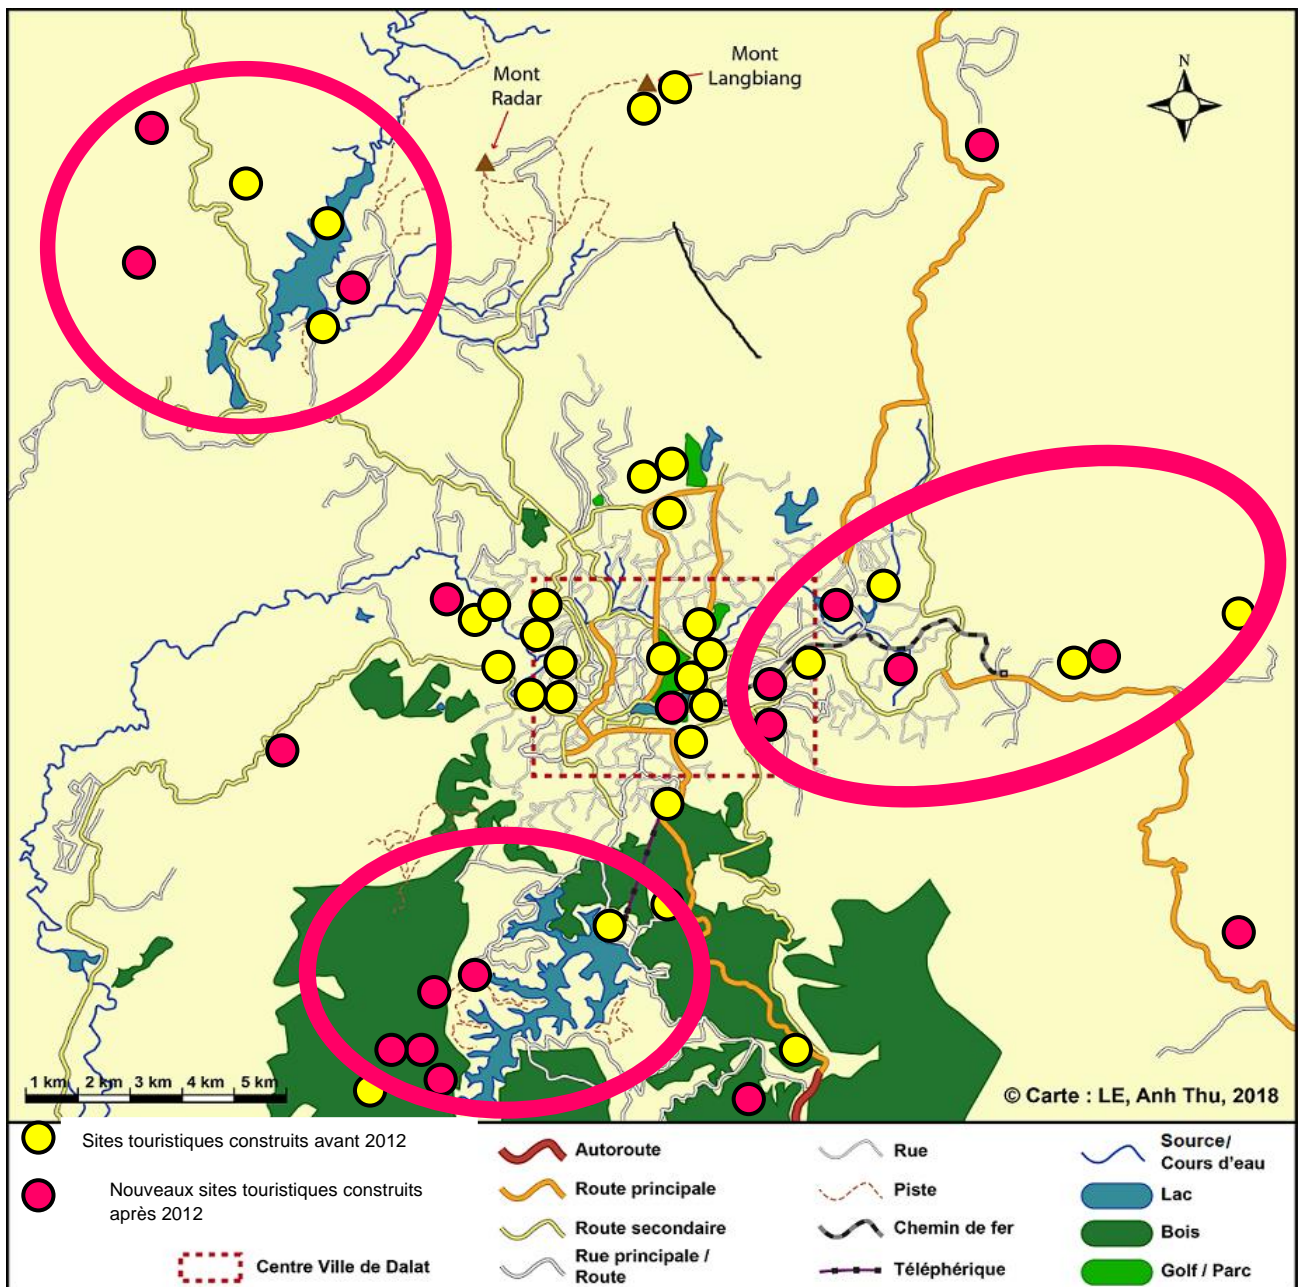 Mont
Langbiang
Mont
Radar
N
1 km 2 km 3 km 4 km 5 km
© Carte : LE, Anh Thu, 2018
Sites touristiques construits avant 2012
Nouveaux sites touristiques construits
après 2012
Centre Ville de Dalat
Autoroute
Route principale
Route secondaire
Rue principale /
Route
Rue
Piste
Chemin de fer
Téléphérique
Source/
Cours d'eau
Lac
Bois
Golf / Parc